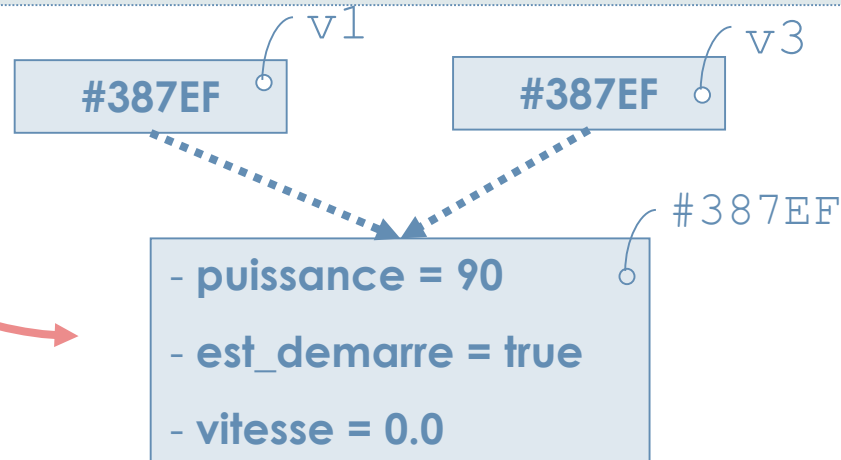 v1
v3
#387EF
#387EF
#387EF
- puissance = 90
- est_demarre = true
- vitesse = 0.0